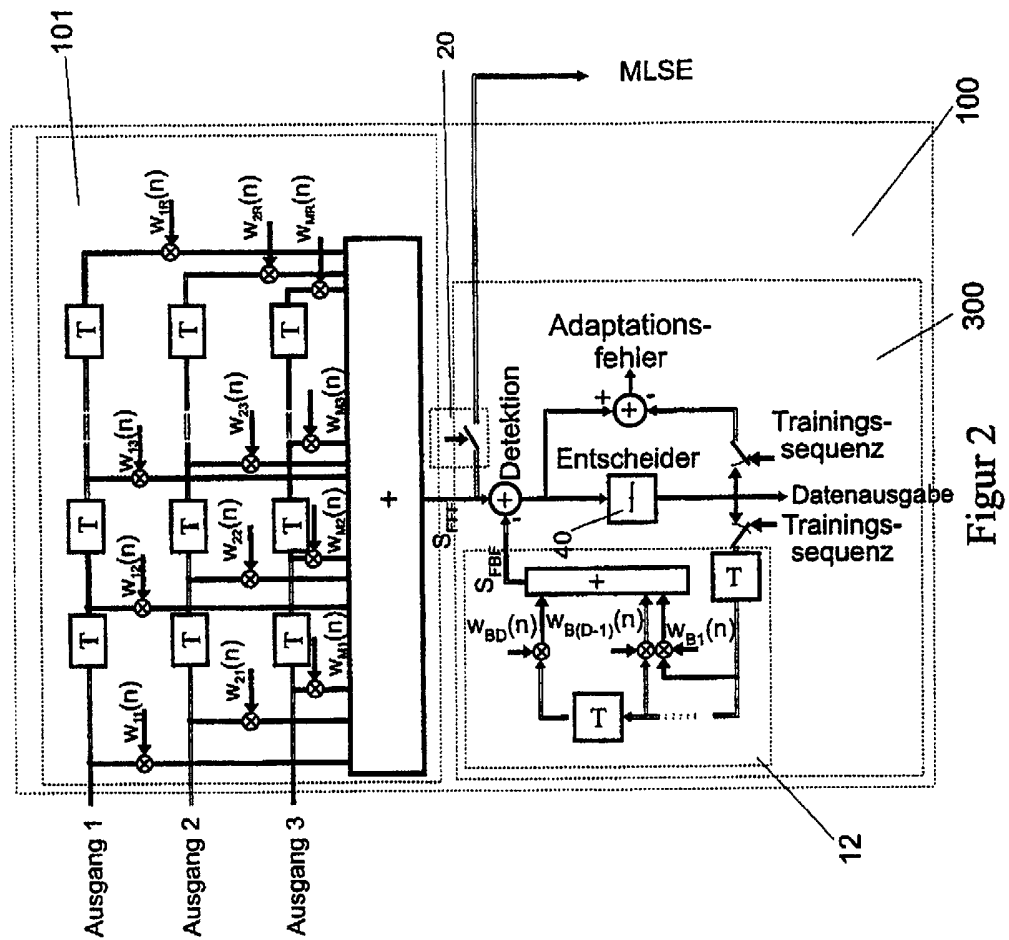 101
20
MLSE
100
300
W1R(n)
W2R(n)
WMR(n)
T
T
T
W13(n)
W23(n)
WM3(n)
T
T
T
W12(n)
W22(n)
WM2(n)
T
T
T
W11(n)
W21(n)
WM1(n)
Ausgang 1
Ausgang 2
Ausgang 3
+
SFFF
+
-
Detektion
Adaptations-
fehler
+
+
-
Entscheider
40
Trainings-
sequenz
Datenausgabe
Trainings-
sequenz
SFBF
+
T
WBD(n)
WB(D-1)(n)
WB1(n)
T
12
Figur 2